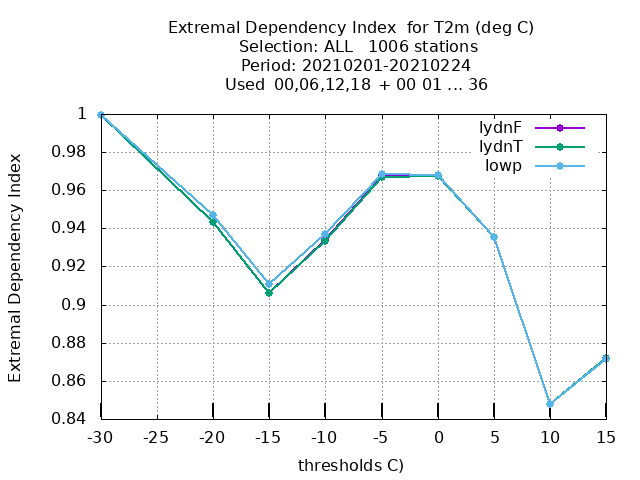 Extremal Dependency Index  for T2m (deg C)
Selection: ALL   1006 stations
Period: 20210201-20210224
Used  00,06,12,18  + 00 01 ... 36
lydnF
lydnT
lowp
Extremal Dependency Index
1
0.98
0.96
0.94
0.92
0.9
0.88
0.86
0.84
-30 -25 -20 -15 -10 -5 0 5 10 15
thresholds C)